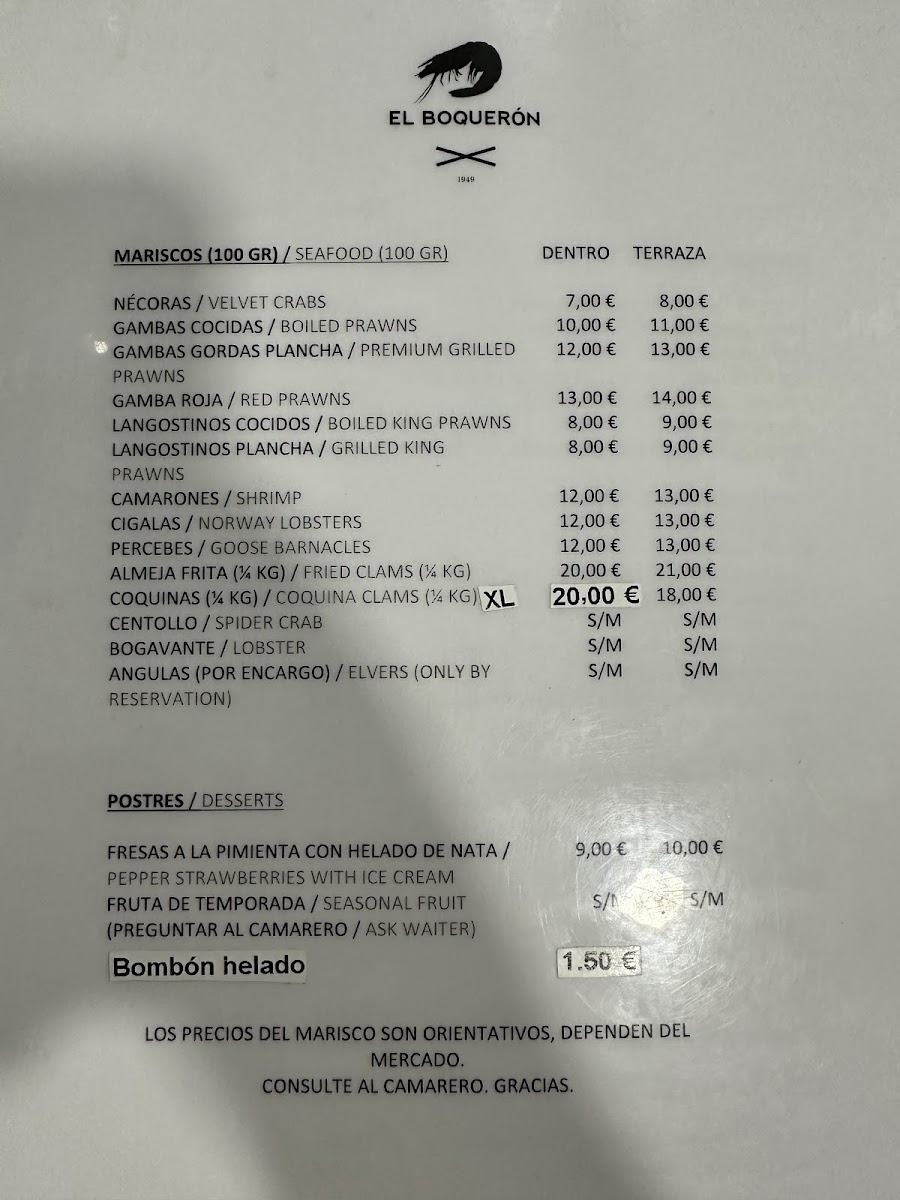 EL BOQUERÓN
1949
MARISCOS (100 GR) / SEAFOOD (100 GR) DENTRO TERRAZA
NÉCORAS / VELVET CRABS 7,00 € 8,00 €
GAMBAS COCIDAS / BOILED PRAWNS 10,00 € 11,00 €
GAMBAS GORDAS PLANCHA / PREMIUM GRILLED 12,00 € 13,00 €
PRAWNS
GAMBA ROJA / RED PRAWNS 13,00 € 14,00 €
LANGOSTINOS COCIDOS / BOILED KING PRAWNS 8,00 € 9,00 €
LANGOSTINOS PLANCHA / GRILLED KING 8,00 € 9,00 €
PRAWNS
CAMARONES / SHRIMP 12,00 € 13,00 €
CIGALAS / NORWAY LOBSTERS 12,00 € 13,00 €
PERCEBES / GOOSE BARNACLES 12,00 € 13,00 €
ALMEJA FRITA (¼ KG) / FRIED CLAMS (¼ KG) 20,00 € 21,00 €
COQUINAS (¼ KG) / COQUINA CLAMS (¼ KG) XL 20,00 € 18,00 €
CENTOLLO / SPIDER CRAB S/M S/M
BOGAVANTE / LOBSTER S/M S/M
ANGULAS (POR ENCARGO) / ELVERS (ONLY BY S/M S/M
RESERVATION)
POSTRES / DESSERTS
FRESAS A LA PIMIENTA CON HELADO DE NATA / 9,00 € 10,00 €
PEPPER STRAWBERRIES WITH ICE CREAM
FRUTA DE TEMPORADA / SEASONAL FRUIT S/M
(PREGUNTAR AL CAMARERO / ASK WAITER)
Bombón helado 1.50 €
LOS PRECIOS DEL MARISCO SON ORIENTATIVOS, DEPENDEN DEL
MERCADO.
CONSULTE AL CAMARERO. GRACIAS.